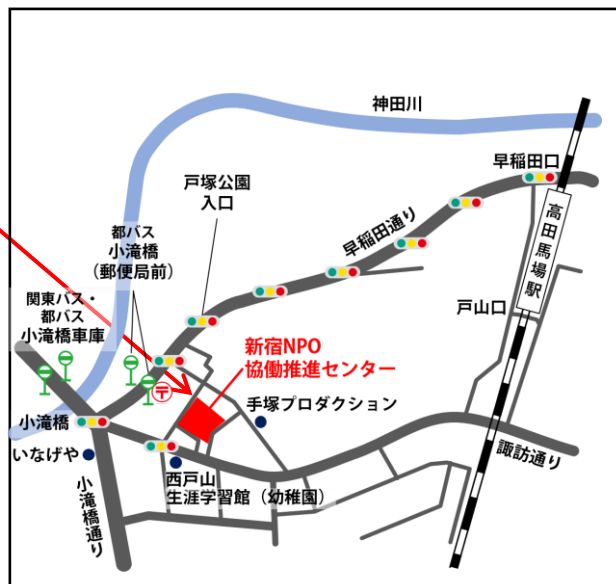 神田川
早稲田口
戸塚公園
入口
早稲田通り
高田馬場駅
都バス
小滝橋
（郵便局前）
関東バス・
都バス
小滝橋車庫
戸山口
新宿NPO
協働推進センター
〒
手塚プロダクション
小滝橋
いなげや
西戸山
生涯学習館（幼稚園）
諏訪通り
小滝橋通り